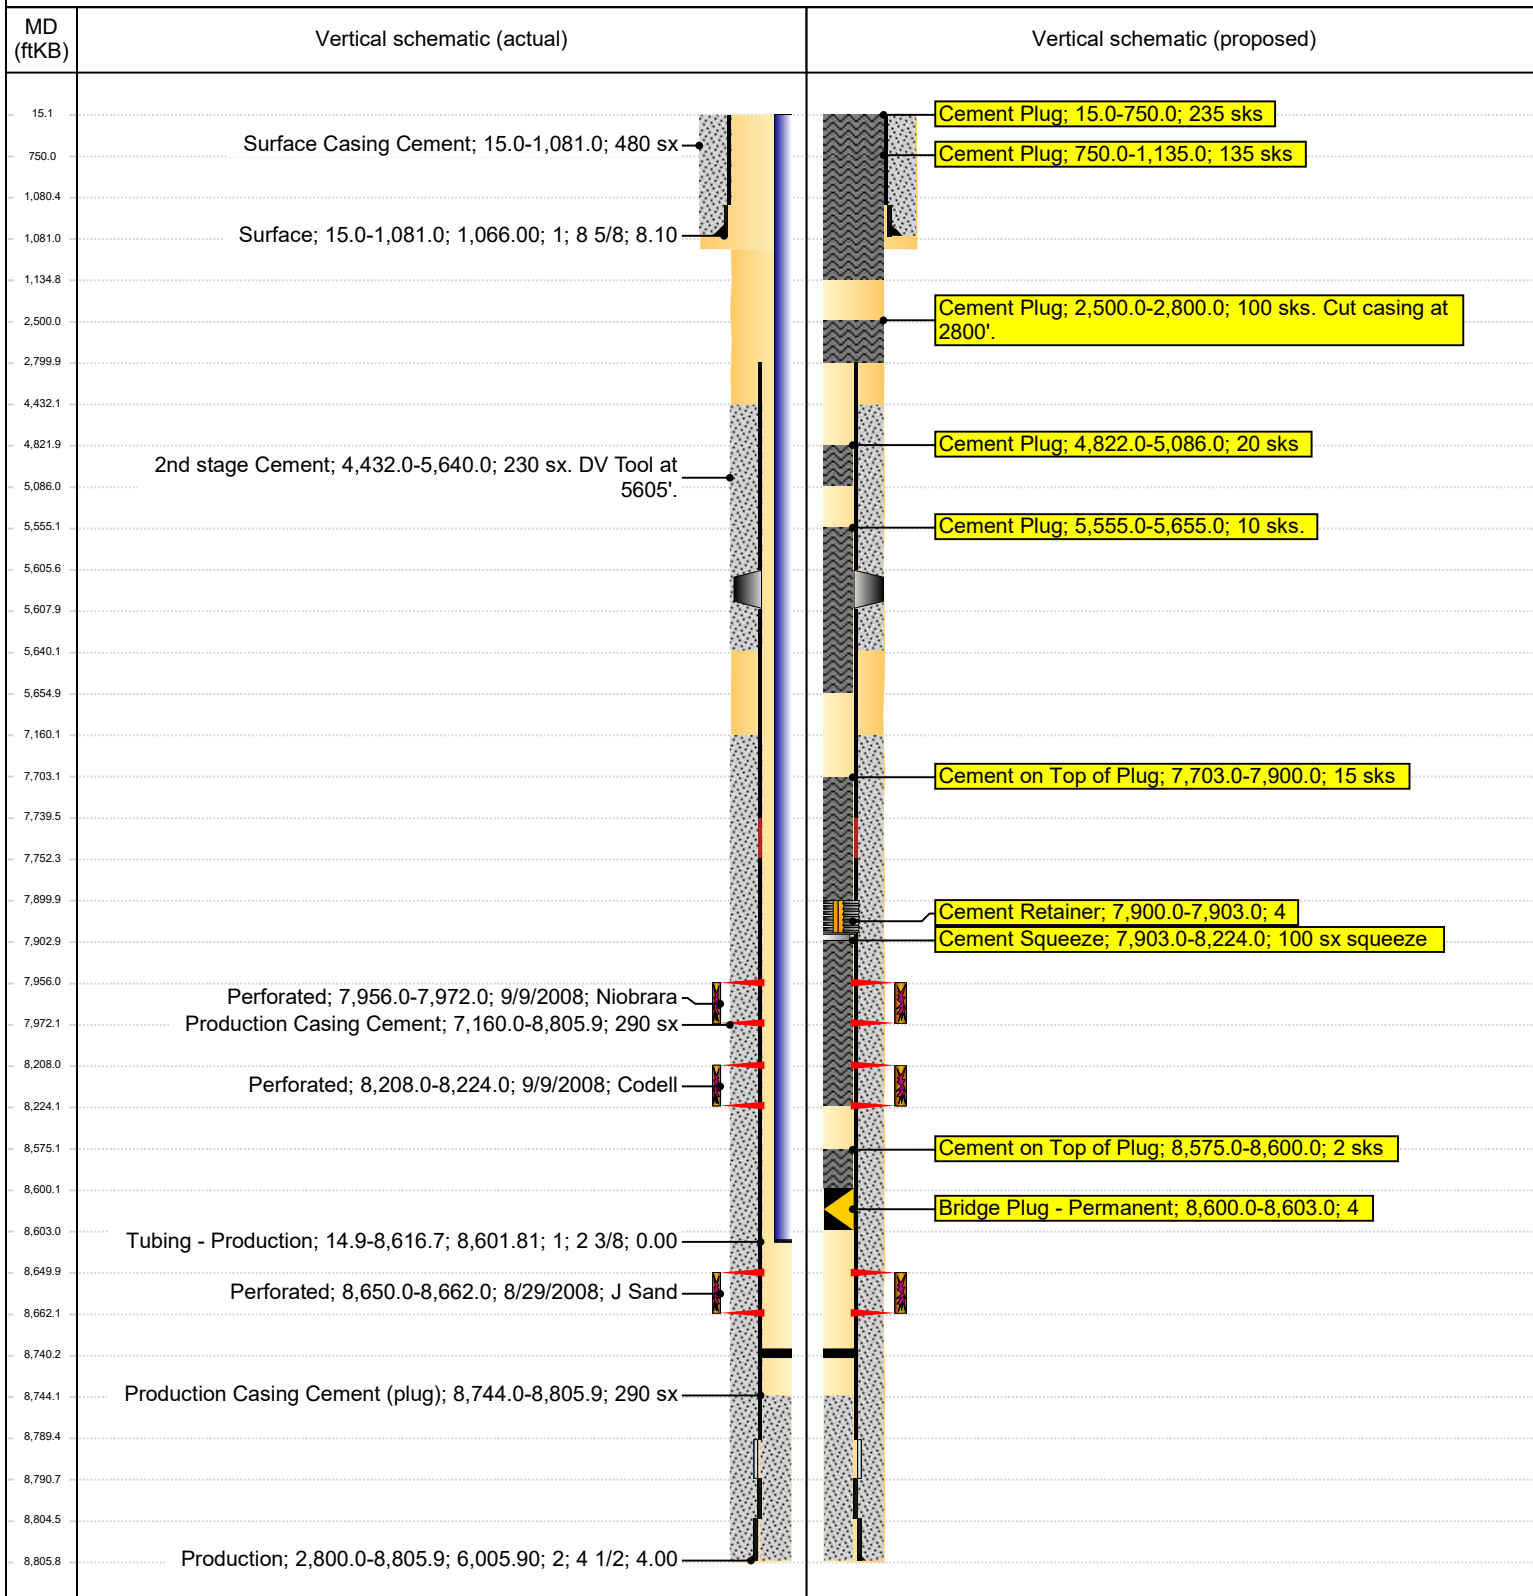 MD
(ftKB)
Vertical schematic (actual)
Vertical schematic (proposed)
15.1
750.0
1,080.4
1,081.0
1,134.8
2,500.0
2,799.9
4,432.1
4,821.9
5,086.0
5,555.1
5,605.6
5,607.9
5,640.1
5,654.9
7,160.1
7,703.1
7,739.5
7,752.3
7,899.9
7,902.9
7,956.0
7,972.1
8,208.0
8,224.1
8,575.1
8,600.1
8,603.0
8,649.9
8,662.1
8,740.2
8,744.1
8,789.4
8,790.7
8,804.5
8,805.8
Surface Casing Cement; 15.0-1,081.0; 480 sx
Surface; 15.0-1,081.0; 1,066.00; 1; 8 5/8; 8.10
2nd stage Cement; 4,432.0-5,640.0; 230 sx. DV Tool at
5605'.
Perforated; 7,956.0-7,972.0; 9/9/2008; Niobrara
Production Casing Cement; 7,160.0-8,805.9; 290 sx
Perforated; 8,208.0-8,224.0; 9/9/2008; Codell
Tubing - Production; 14.9-8,616.7; 8,601.81; 1; 2 3/8; 0.00
Perforated; 8,650.0-8,662.0; 8/29/2008; J Sand
Production Casing Cement (plug); 8,744.0-8,805.9; 290 sx
Production; 2,800.0-8,805.9; 6,005.90; 2; 4 1/2; 4.00
Cement Plug; 15.0-750.0; 235 sks
Cement Plug; 750.0-1,135.0; 135 sks
Cement Plug; 2,500.0-2,800.0; 100 sks. Cut casing at
2800'.
Cement Plug; 4,822.0-5,086.0; 20 sks
Cement Plug; 5,555.0-5,655.0; 10 sks.
Cement on Top of Plug; 7,703.0-7,900.0; 15 sks
Cement Retainer; 7,900.0-7,903.0; 4
Cement Squeeze; 7,903.0-8,224.0; 100 sx squeeze
Cement on Top of Plug; 8,575.0-8,600.0; 2 sks
Bridge Plug - Permanent; 8,600.0-8,603.0; 4